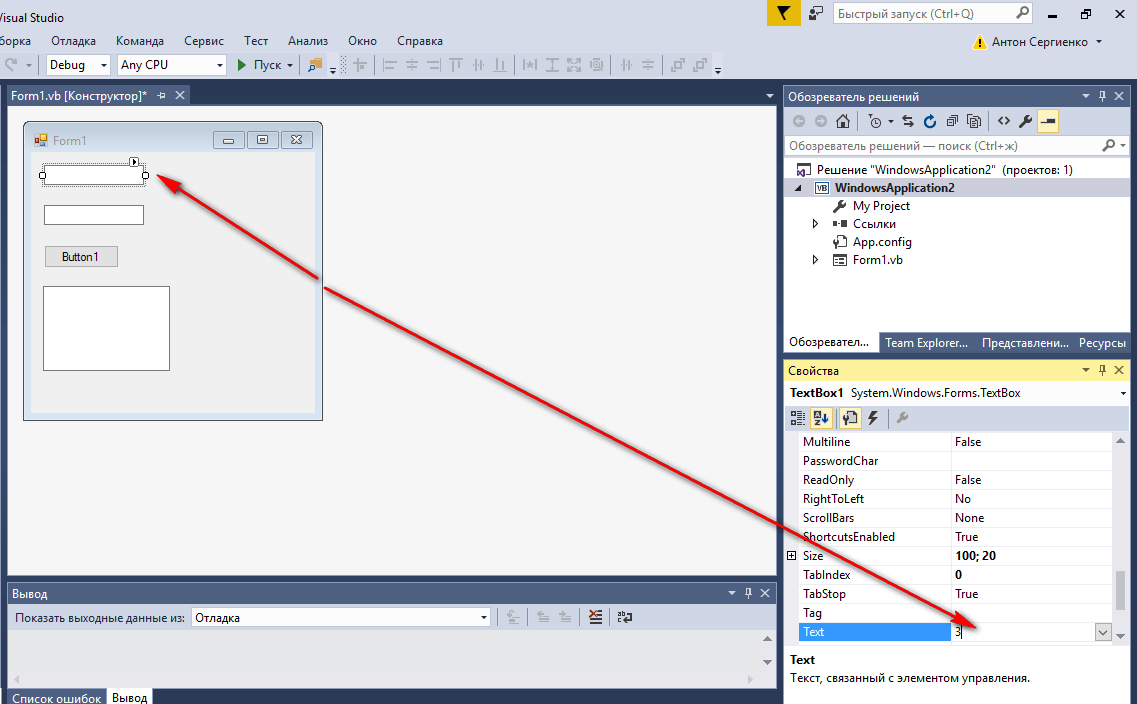 Visual Studio
Быстрый запуск (Ctrl+Q)
борка Отладка Команда Сервис Тест Анализ Окно Справка
Антон Сергиенко
Debug Any CPU Пуск
Form1.vb [Конструктор]*
Form1
Button1
Обозреватель решений
Обозреватель решений — поиск (Ctrl+ж)
Решение "WindowsApplication2" (проектов: 1)
VB WindowsApplication2
My Project
Ссылки
App.config
Form1.vb
Обозревател... Team Explorer... Представлени... Ресурсы
Свойства
TextBox1 System.Windows.Forms.TextBox
Multiline False
PasswordChar
ReadOnly False
RightToLeft No
ScrollBars None
ShortcutsEnabled True
Size 100; 20
TabIndex 0
TabStop True
Tag
Text 3
Text
Текст, связанный с элементом управления.
Вывод
Показать выходные данные из: Отладка
Список ошибок Вывод